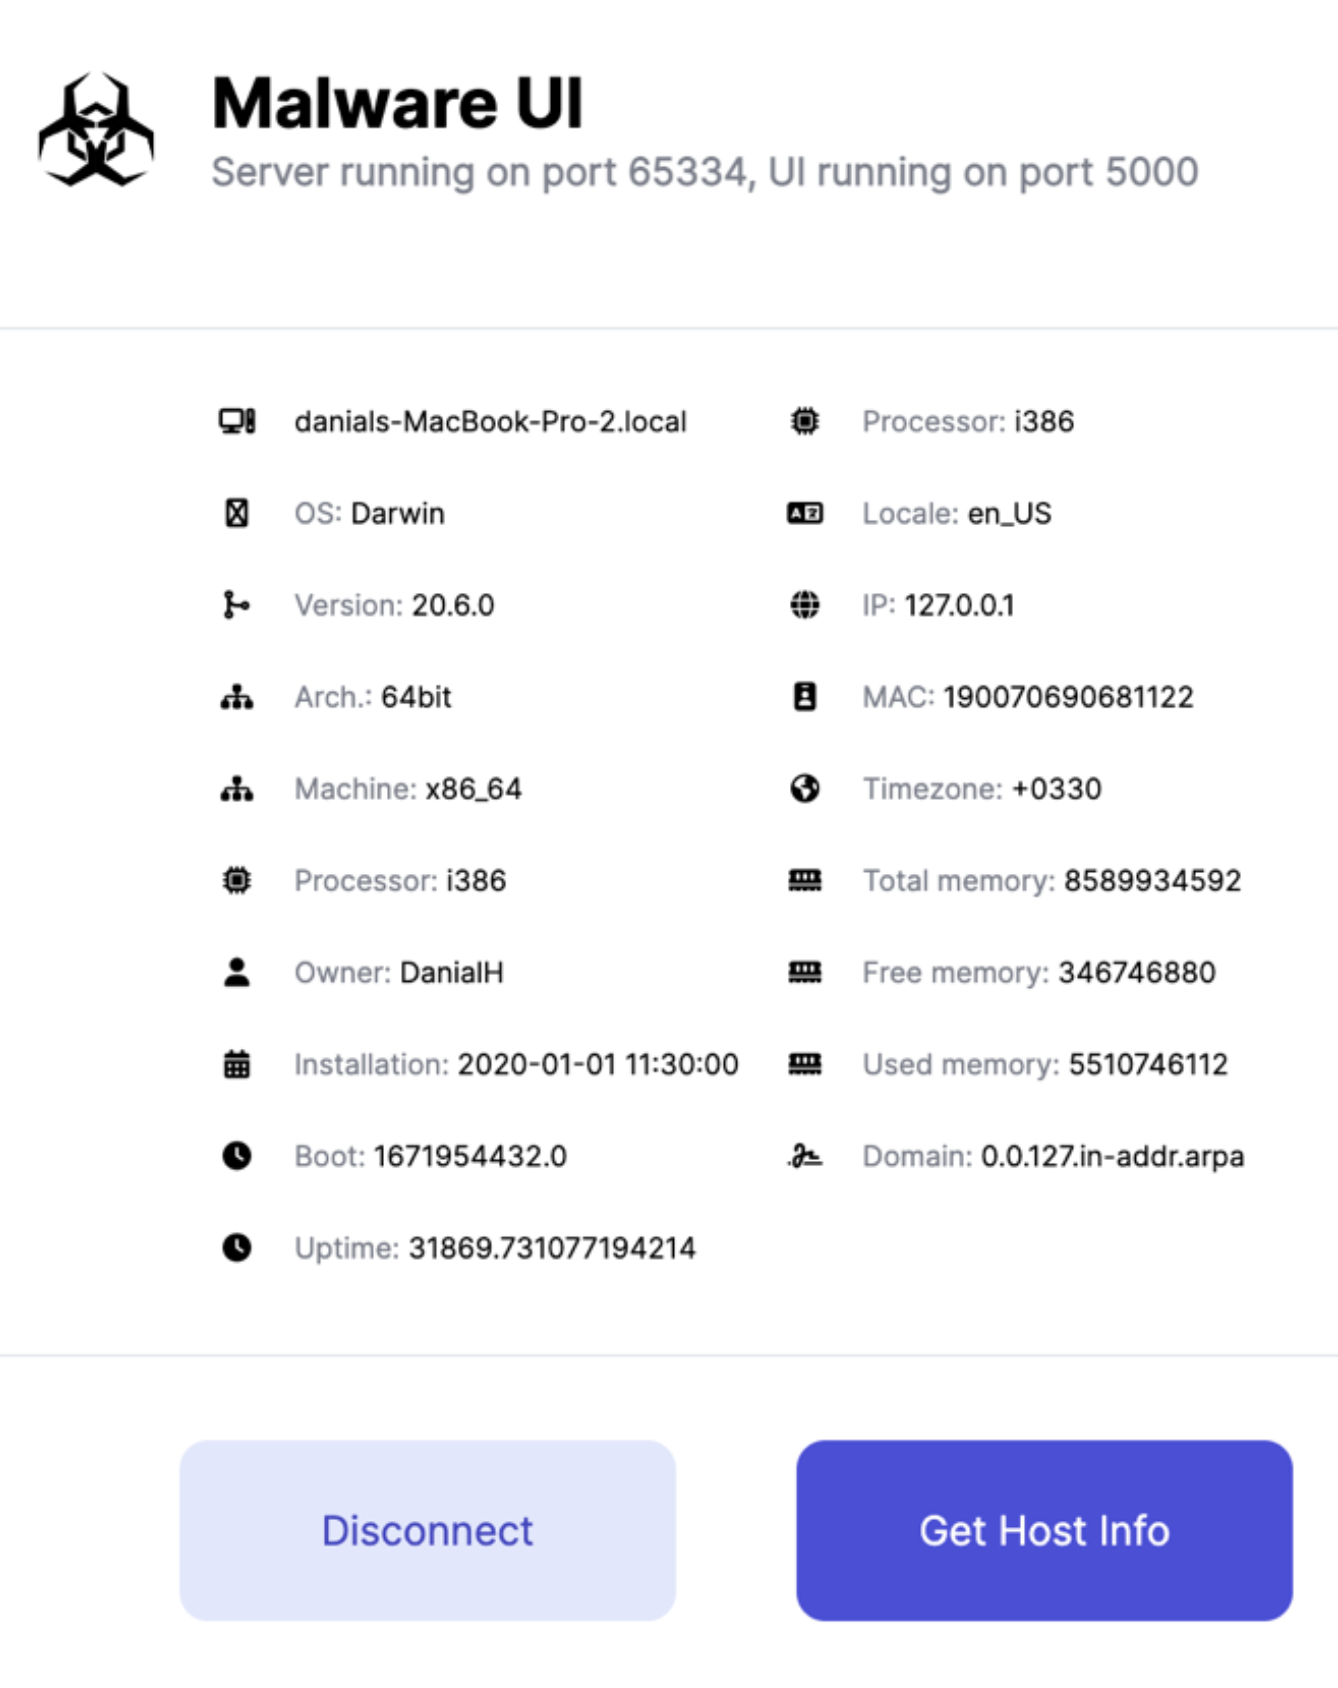 Malware UI
Server running on port 65334, UI running on port 5000
danials-MacBook-Pro-2.local
OS: Darwin
Version: 20.6.0
Arch.: 64bit
Machine: x86_64
Processor: i386
Owner: DanialH
Installation: 2020-01-01 11:30:00
Boot: 1671954432.0
Uptime: 31869.731077194214
Processor: i386
Locale: en_US
IP: 127.0.0.1
MAC: 190070690681122
Timezone: +0330
Total memory: 8589934592
Free memory: 346746880
Used memory: 5510746112
Domain: 0.0.127.in-addr.arpa
Disconnect
Get Host Info